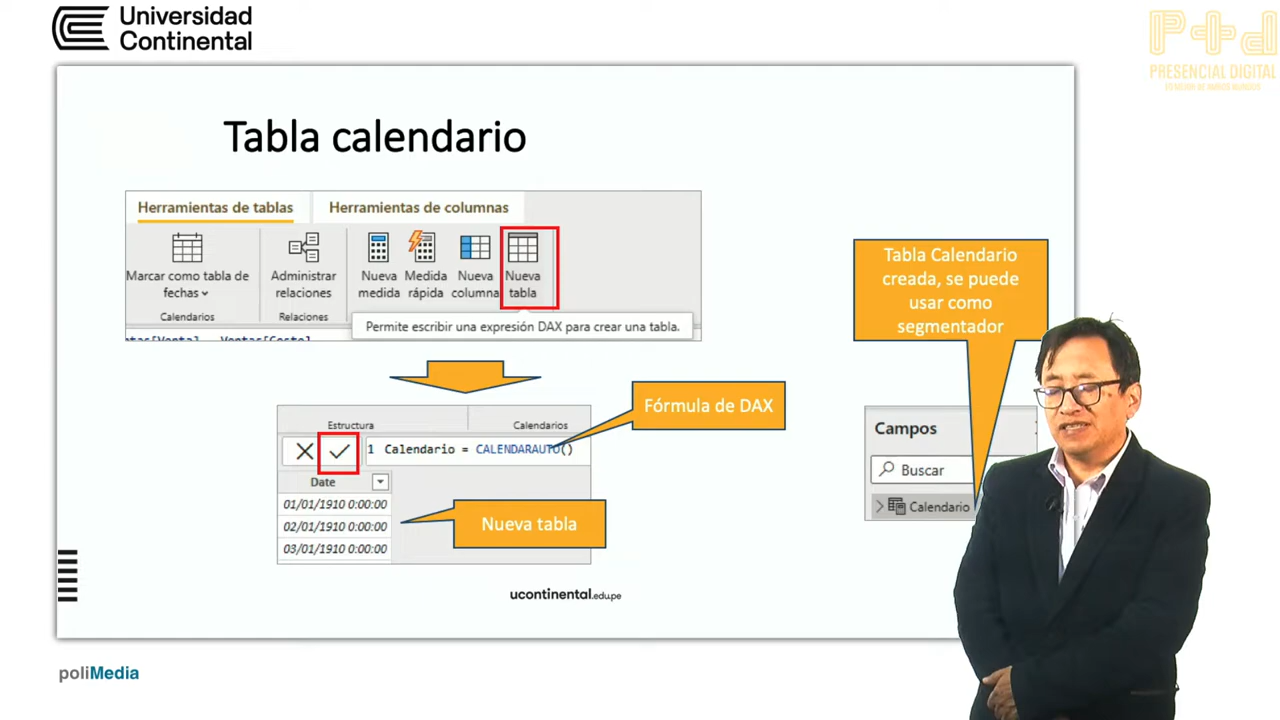 Universidad
Continental
PRESENCIAL DIGITAL
Tabla calendario
Herramientas de tablas
Herramientas de columnas
Marcar como tabla de
fechas
Administrar
relaciones
Nueva
medida
Medida
rápida
Nueva
columna
Nueva
tabla
Calendarios
Relaciones
Permite escribir una expresión DAX para crear una tabla.
Tabla Calendario
creada, se puede
usar como
segmentador
Fórmula de DAX
Estructura
Calendarios
1 Calendario = CALENDARAUTO()
Date
01/01/1910 0:00:00
02/01/1910 0:00:00
03/01/1910 0:00:00
Nueva tabla
Campos
Buscar
Calendario
ucontinental.edu.pe
poliMedia